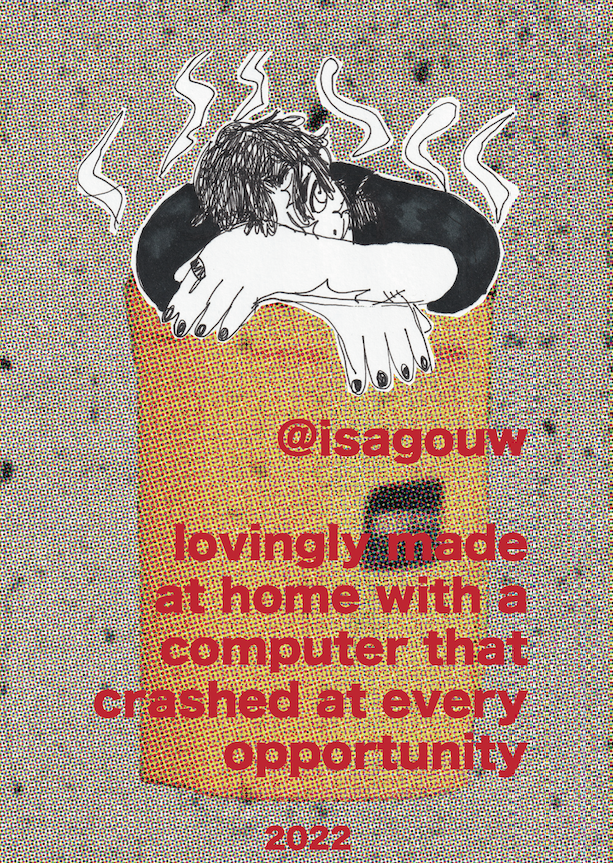 @isagouw
lovingly made
at home with a
computer that
crashed at every
opportunity
2022